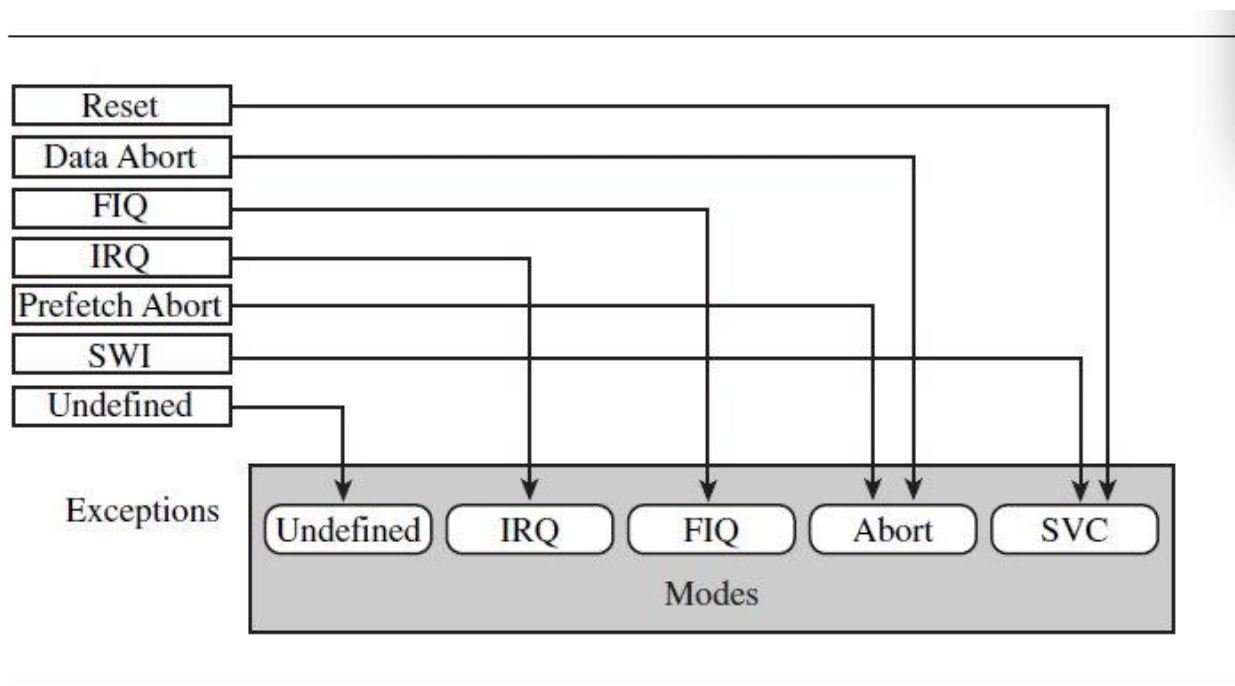 Reset
Data Abort
FIQ
IRQ
Prefetch Abort
SWI
Undefined
Exceptions
Undefined IRQ FIQ Abort SVC
Modes